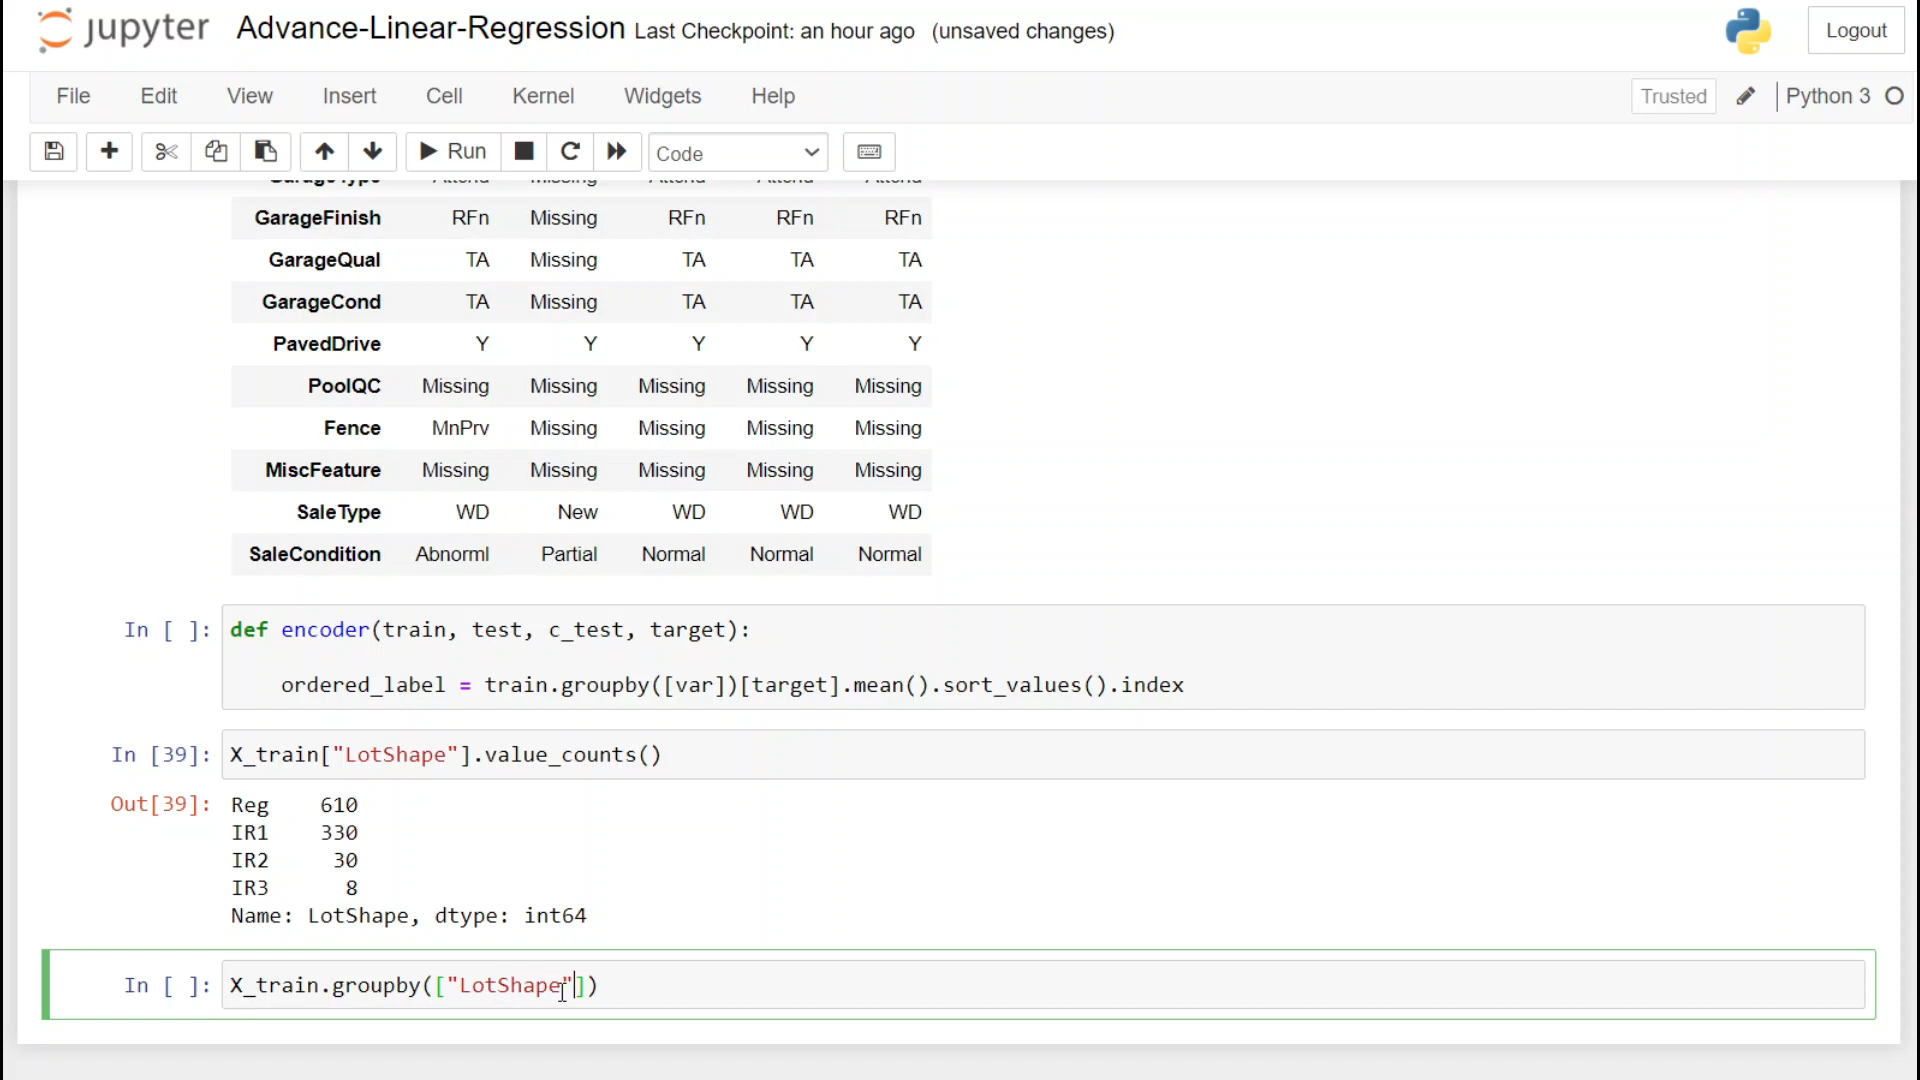 jupyter Advance-Linear-Regression Last Checkpoint: an hour ago (unsaved changes) Logout
File Edit View Insert Cell Kernel Widgets Help Trusted Python 3
Run Code
GarageFinish RFn Missing RFn RFn RFn
GarageQual TA Missing TA TA TA
GarageCond TA Missing TA TA TA
PavedDrive Y Y Y Y Y
PoolQC Missing Missing Missing Missing Missing
Fence MnPrv Missing Missing Missing Missing
MiscFeature Missing Missing Missing Missing Missing
SaleType WD New WD WD WD
SaleCondition Abnorml Partial Normal Normal Normal
In [ ]: def encoder(train, test, c_test, target):
ordered_label = train.groupby([var])[target].mean().sort_values().index
In [39]: X_train["LotShape"].value_counts()
Out[39]: Reg 610
IR1 330
IR2 30
IR3 8
Name: LotShape, dtype: int64
In [ ]: X_train.groupby(["LotShape"])